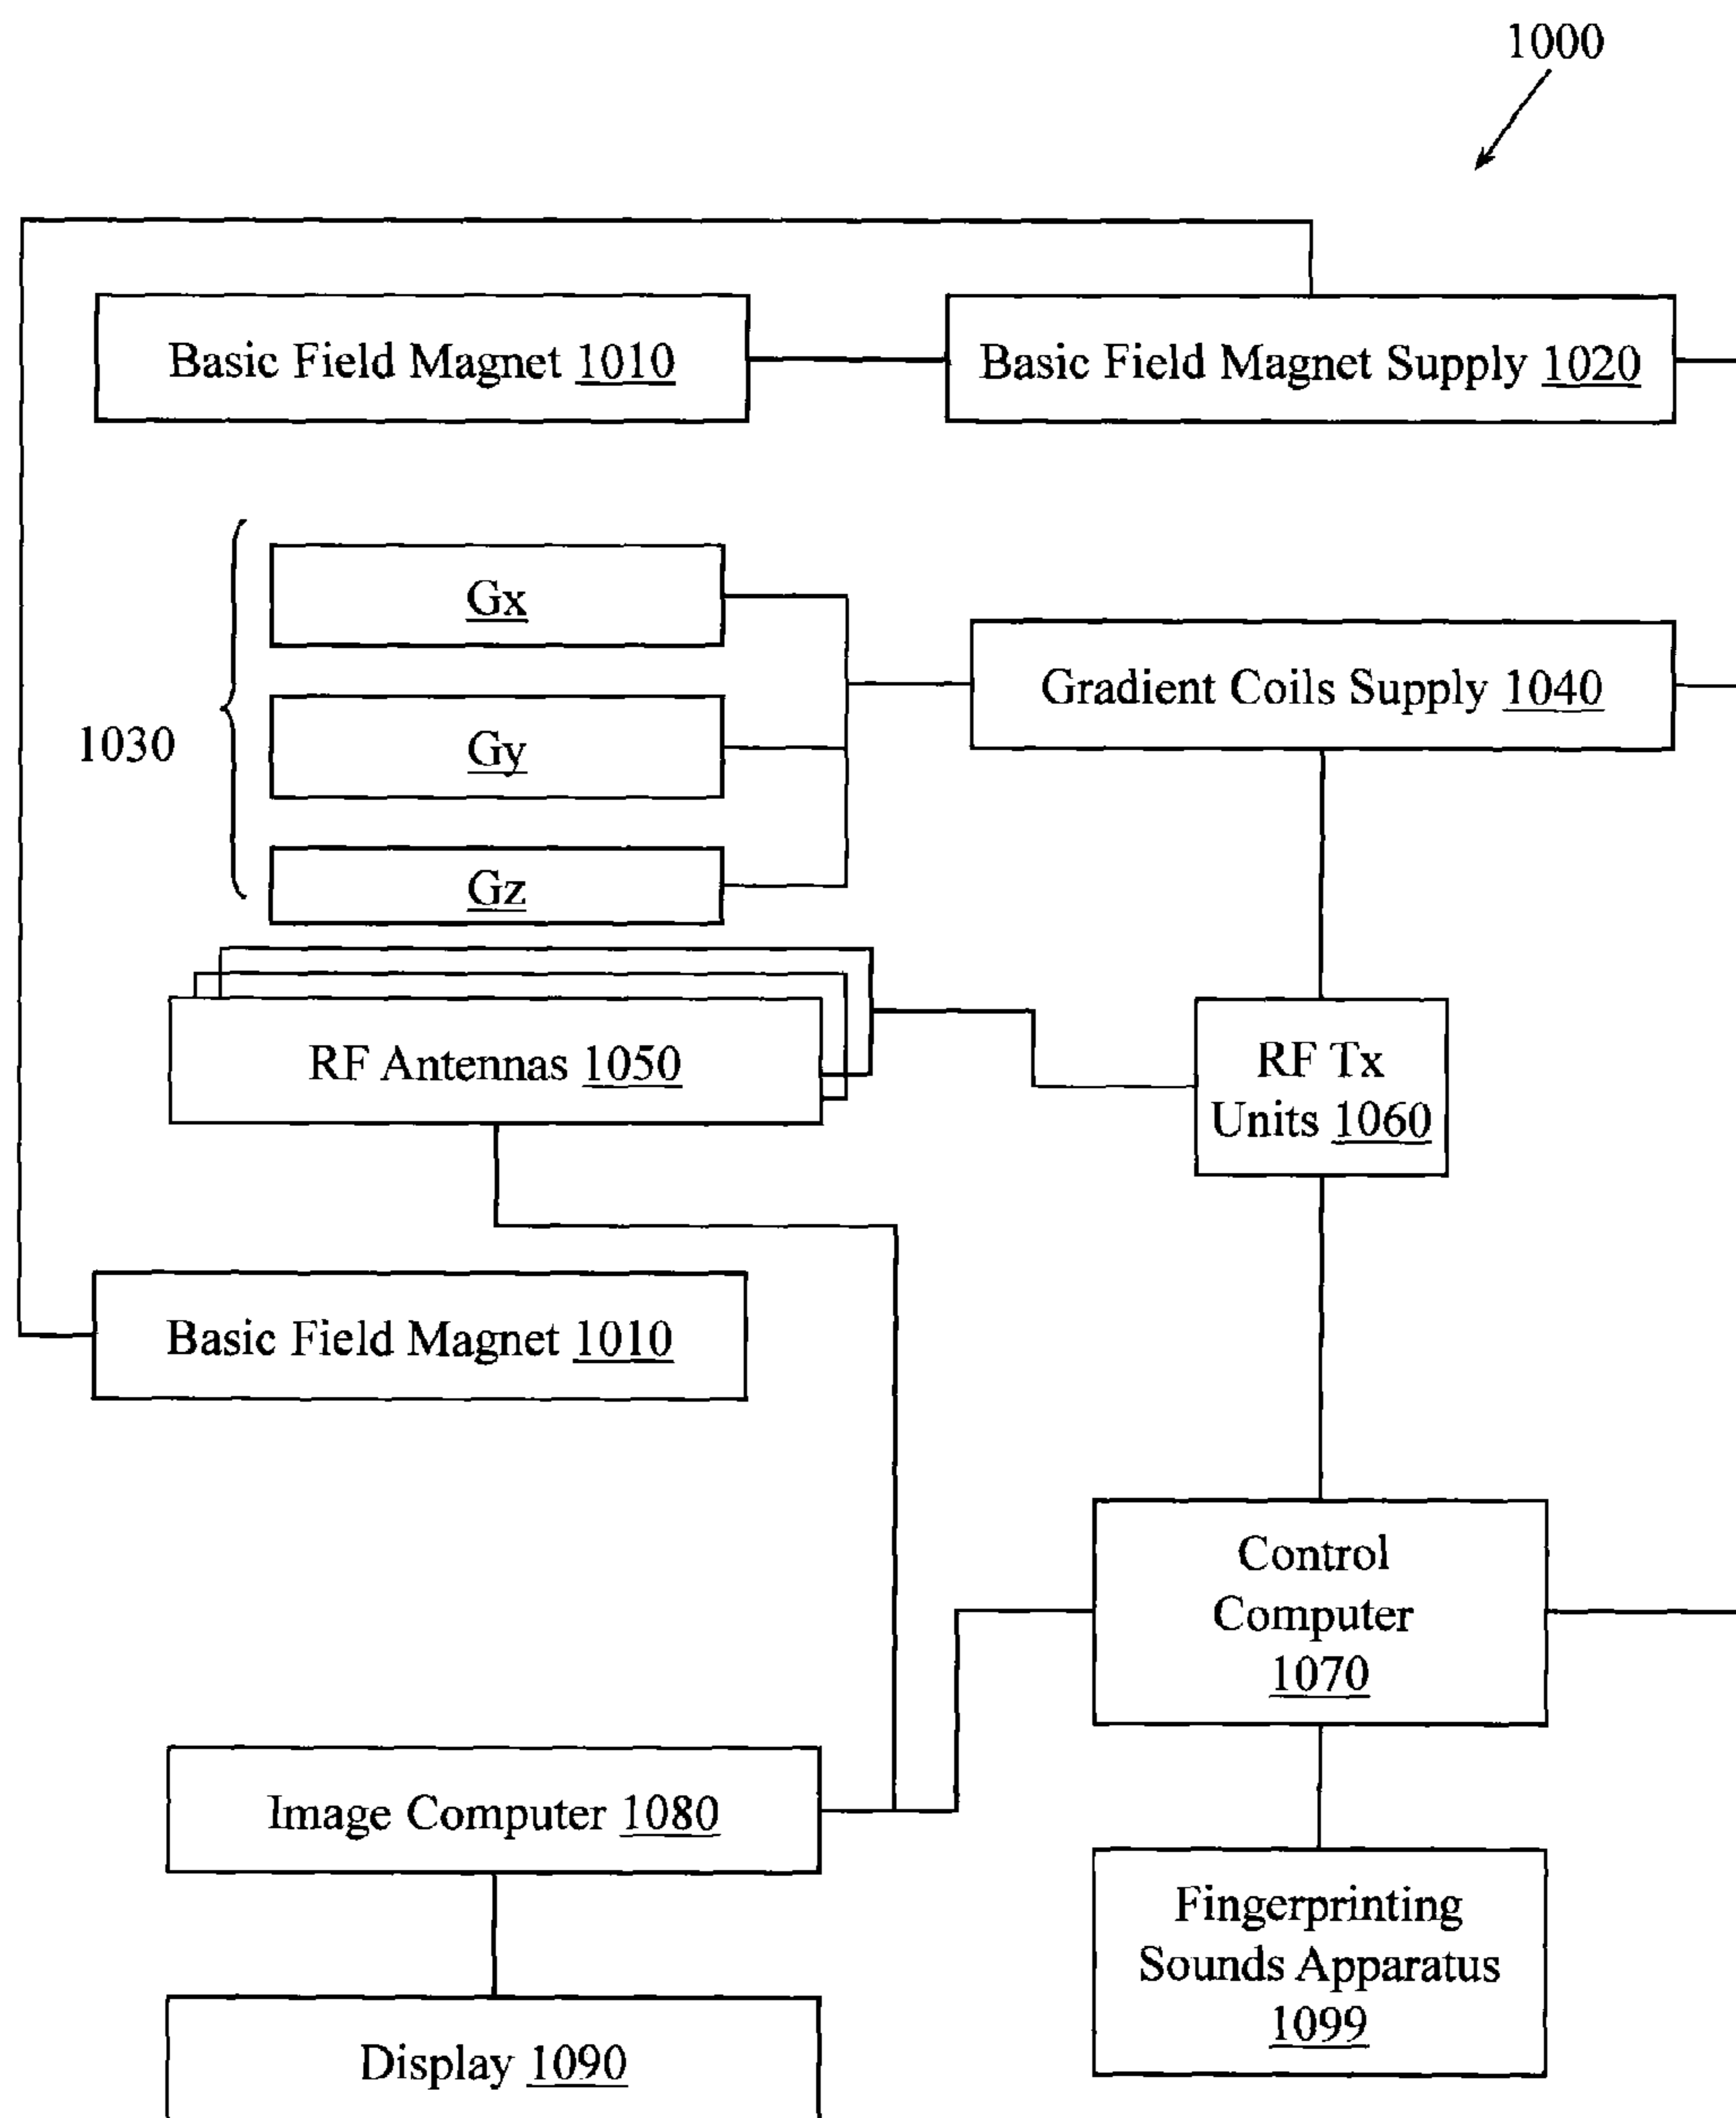 1000
Basic Field Magnet 1010
Basic Field Magnet Supply 1020
Gx
Gradient Coils Supply 1040
1030
Gy
Gz
RF Antennas 1050
RF Tx
Units 1060
Basic Field Magnet 1010
Control
Computer
1070
Image Computer 1080
Fingerprinting
Sounds Apparatus
1099
Display 1090